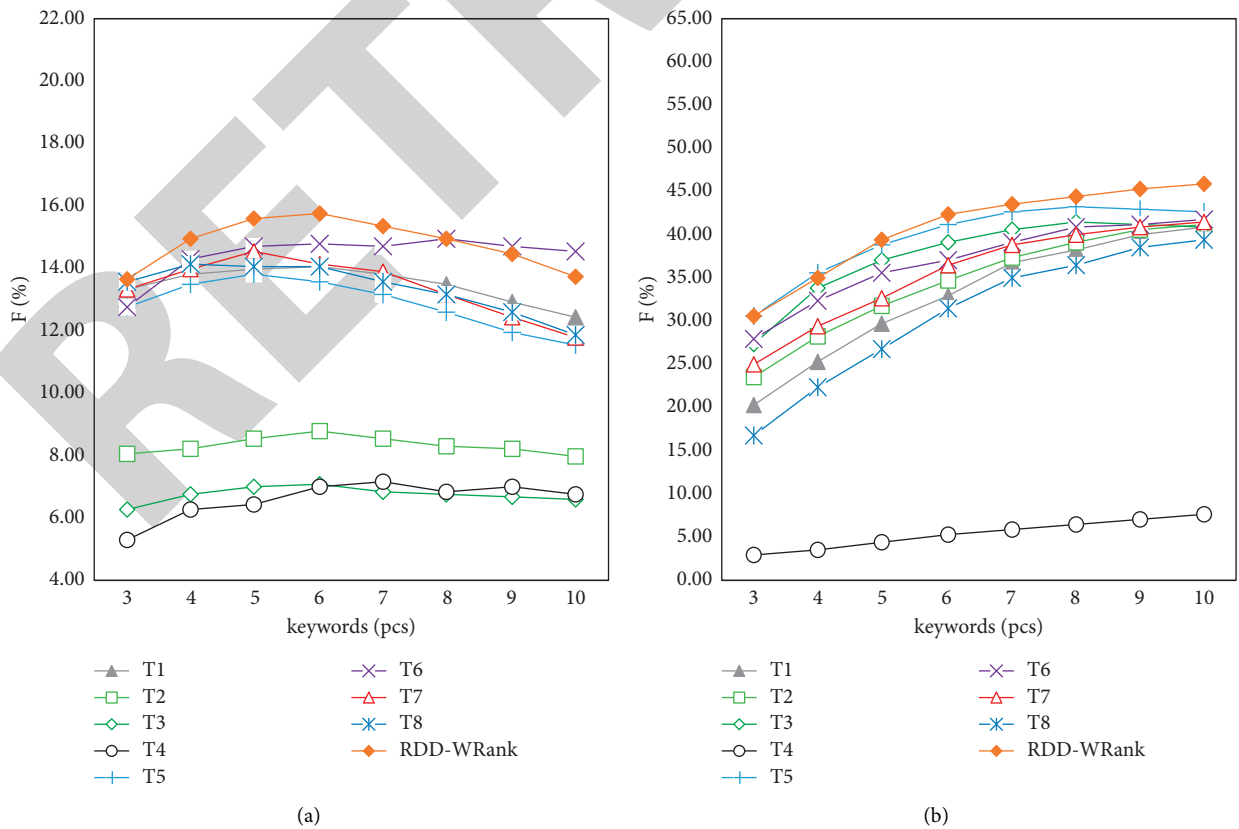 22.00
20.00
18.00
16.00
14.00
12.00
10.00
8.00
6.00
4.00
F (%)
3 4 5 6 7 8 9 10
keywords (pcs)
T1
T2
T3
T4
T5
T6
T7
T8
RDD-WRank
(a)
65.00
60.00
55.00
50.00
45.00
40.00
35.00
30.00
25.00
20.00
15.00
10.00
5.00
0.00
F (%)
3 4 5 6 7 8 9 10
keywords (pcs)
T1
T2
T3
T4
T5
T6
T7
T8
RDD-WRank
(b)
RETR